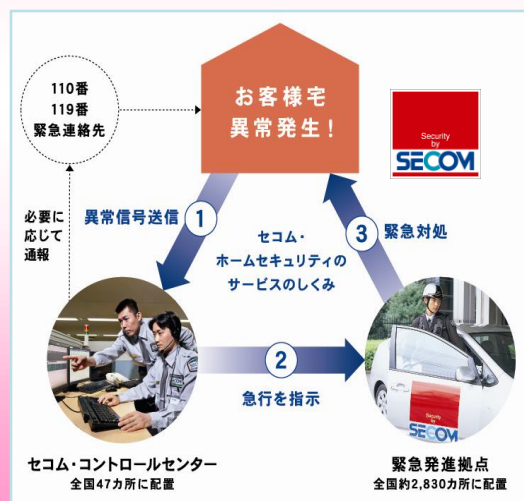 110番
119番
緊急連絡先
お客様宅
異常発生！
Security
by
SECOM
必要に
応じて
通報
異常信号送信
1
セコム・
ホームセキュリティの
サービスのしくみ
3
緊急対処
2
急行を指示
SECOM
セコム・コントロールセンター
全国47カ所に配置
緊急発進拠点
全国約2,830カ所に配置